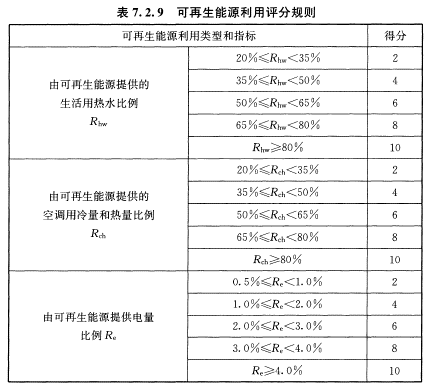 表 7.2.9 可再生能源利用评分规则
可再生能源利用类型和指标 得分
由可再生能源提供的
生活用热水比例
Rhw
20%≤Rhw<35% 2
35%≤Rhw<50% 4
50%≤Rhw<65% 6
65%≤Rhw<80% 8
Rhw≥80% 10
由可再生能源提供的
空调用冷量和热量比例
Rch
20%≤Rch<35% 2
35%≤Rch<50% 4
50%≤Rch<65% 6
65%≤Rch<80% 8
Rch≥80% 10
由可再生能源提供电量
比例 Re
0.5%≤Re<1.0% 2
1.0%≤Re<2.0% 4
2.0%≤Re<3.0% 6
3.0%≤Re<4.0% 8
Re≥4.0% 10